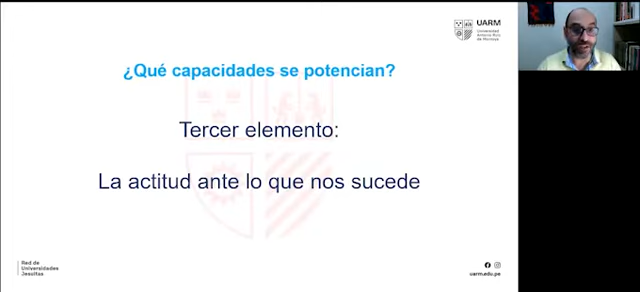 UARM
Universidad
Antonio Ruiz
de Montoya
¿Qué capacidades se potencian?
Tercer elemento:
La actitud ante lo que nos sucede
Red de
Universidades
Jesuitas
uarm.edu.pe